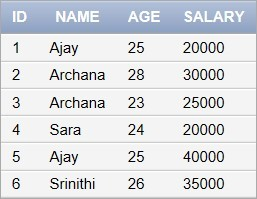 ID NAME AGE SALARY
1 Ajay 25 20000
2 Archana 28 30000
3 Archana 23 25000
4 Sara 24 20000
5 Ajay 25 40000
6 Srinithi 26 35000